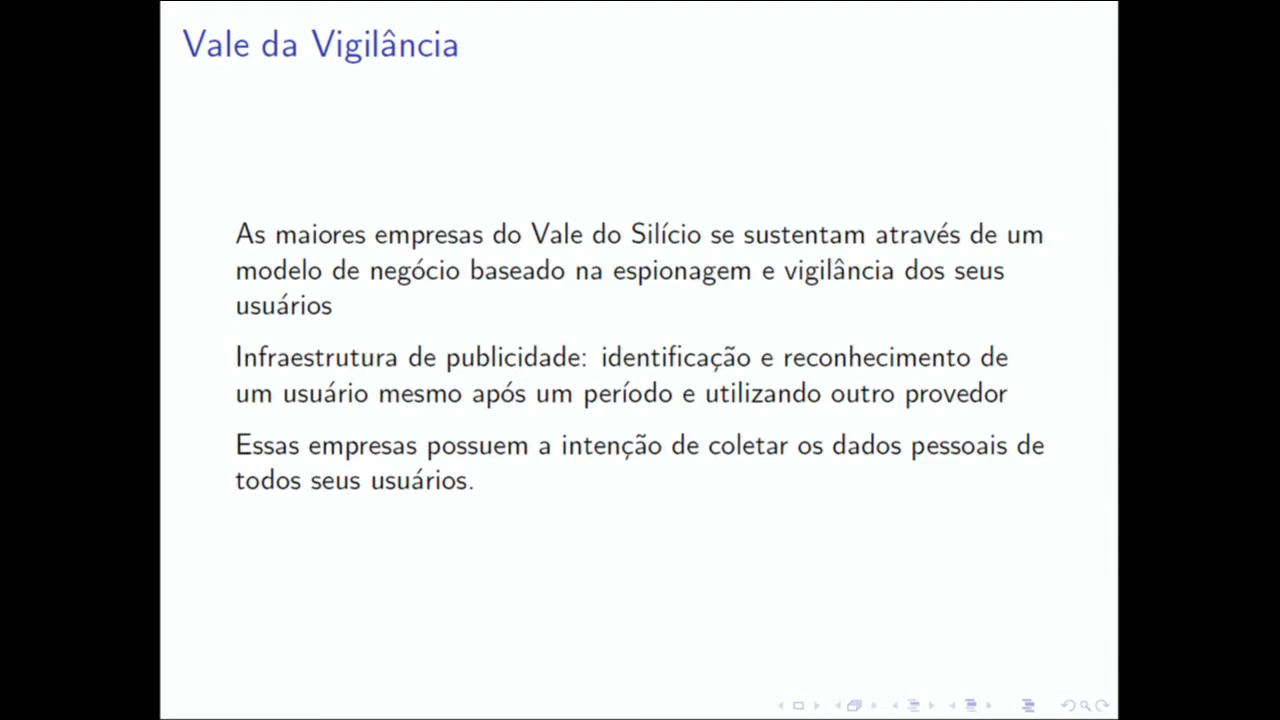 Vale da Vigilância
As maiores empresas do Vale do Silício se sustentam através de um
modelo de negócio baseado na espionagem e vigilância dos seus
usuários
Infraestrutura de publicidade: identificação e reconhecimento de
um usuário mesmo após um período e utilizando outro provedor
Essas empresas possuem a intenção de coletar os dados pessoais de
todos seus usuários.